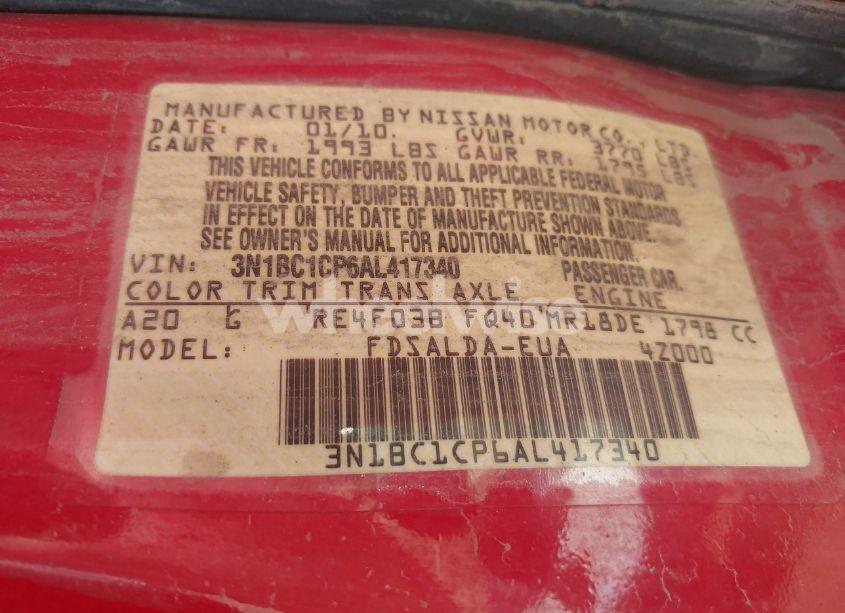 MANUFACTURED BY NISSAN MOTOR CO., LTD.
DATE: 01/10. GVWR: 3770 LBS
GAWR FR: 1993 LBS GAWR RR: 1795 LBS
THIS VEHICLE CONFORMS TO ALL APPLICABLE FEDERAL MOTOR
VEHICLE SAFETY, BUMPER AND THEFT PREVENTION STANDARDS
IN EFFECT ON THE DATE OF MANUFACTURE SHOWN ABOVE.
SEE OWNER'S MANUAL FOR ADDITIONAL INFORMATION.
VIN: 3N1BC1CP6AL417340 PASSENGER CAR.
COLOR TRIM TRANS AXLE ENGINE
A20 G RE4F03B FQ40 MR18DE 1798 CC
MODEL: FDSALDA-EUA 42000
3N1BC1CP6AL417340